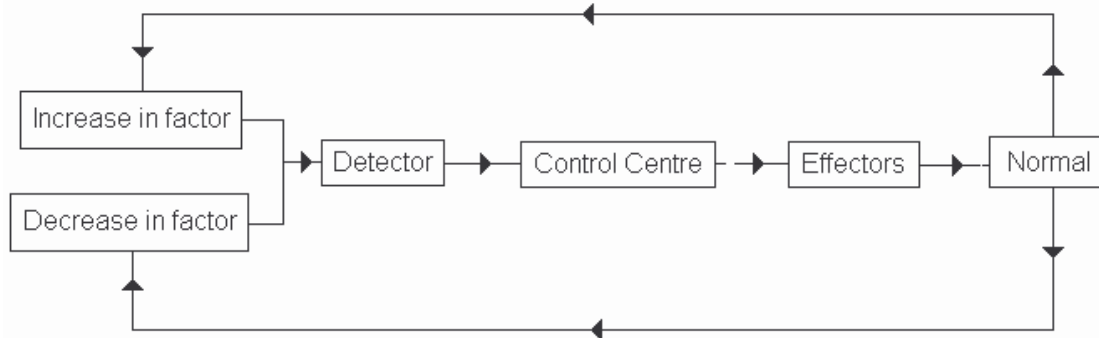 Increase in factor
Decrease in factor
Detector
Control Centre
Effectors
Normal